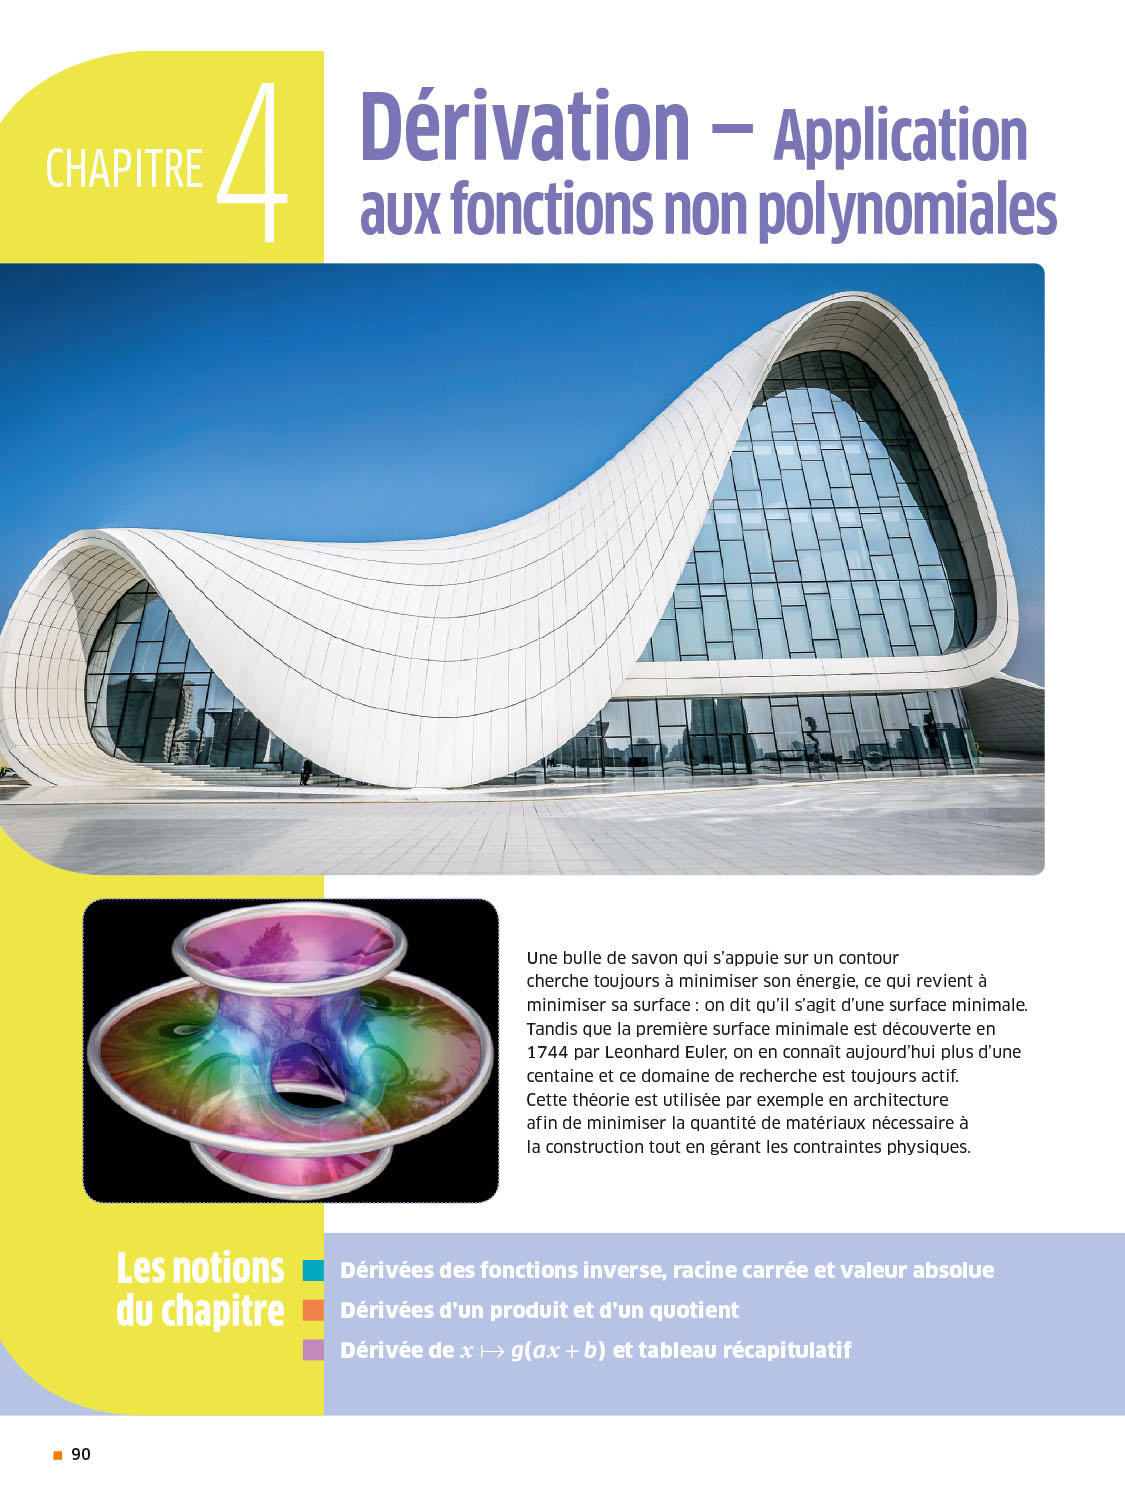 CHAPITRE 4
Dérivation – Application
aux fonctions non polynomiales
Une bulle de savon qui s'appuie sur un contour
cherche toujours à minimiser son énergie, ce qui revient à
minimiser sa surface : on dit qu'il s'agit d'une surface minimale.
Tandis que la première surface minimale est découverte en
1744 par Leonhard Euler, on en connaît aujourd'hui plus d'une
centaine et ce domaine de recherche est toujours actif.
Cette théorie est utilisée par exemple en architecture
afin de minimiser la quantité de matériaux nécessaire à
la construction tout en gérant les contraintes physiques.
Les notions
du chapitre
Dérivées des fonctions inverse, racine carrée et valeur absolue
Dérivées d'un produit et d'un quotient
Dérivée de x ↦ g(ax + b) et tableau récapitulatif
90